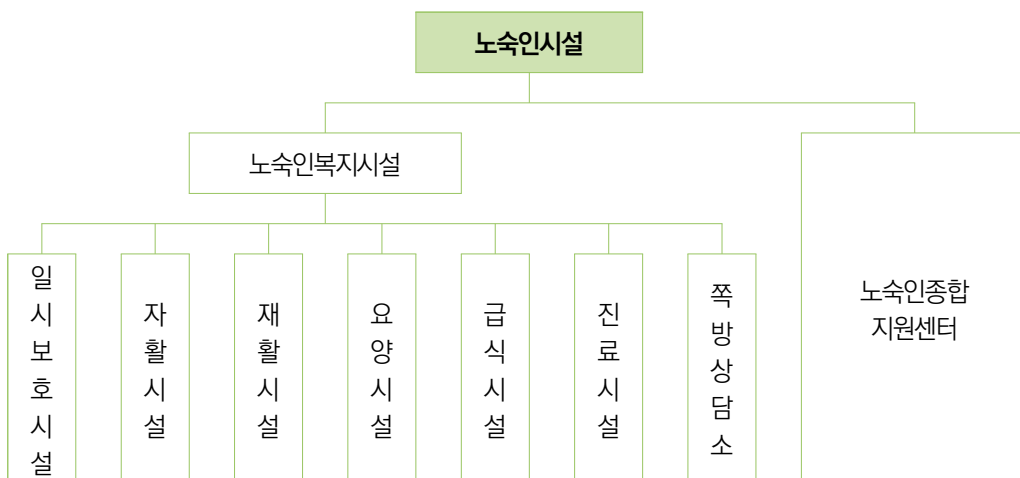 노숙인시설
노숙인복지시설
일시보호시설
자활시설
재활시설
요양시설
급식시설
진료시설
쪽방상담소
노숙인종합
지원센터